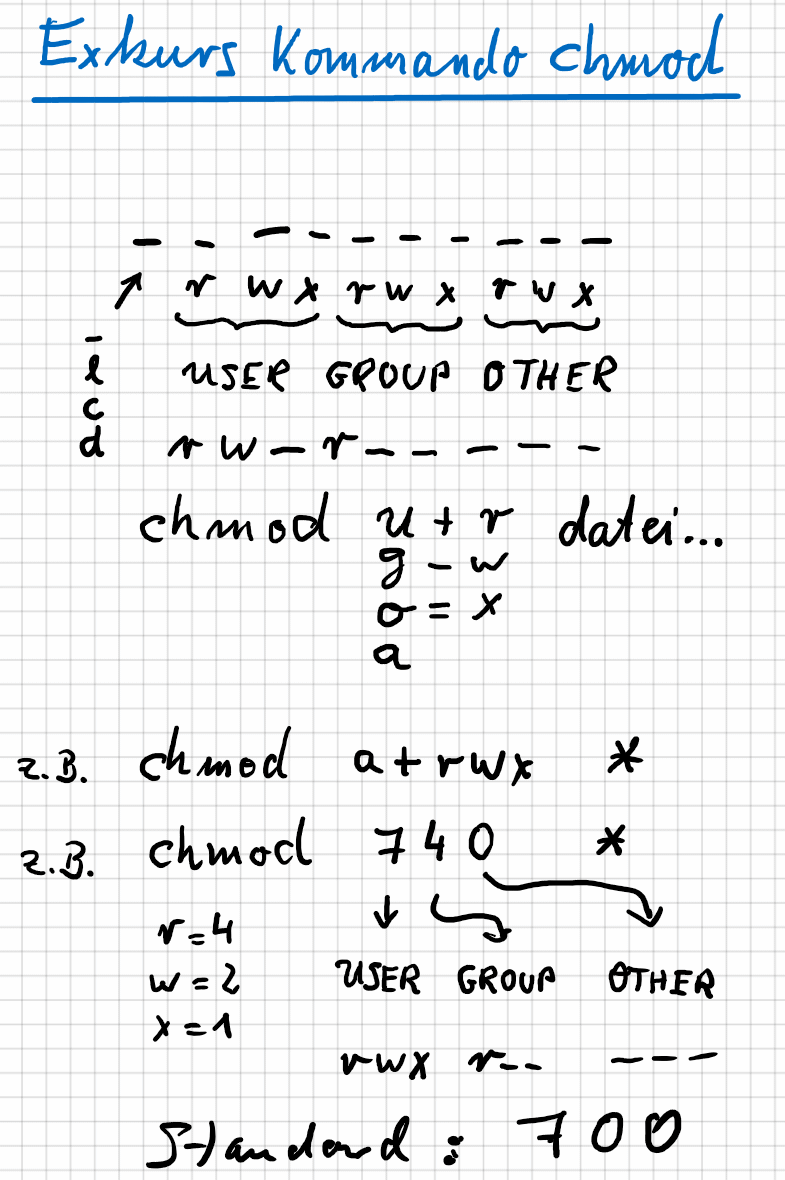 Exkurs Kommando chmod
- - - - - - - - - -
r w x r w x r w x
-
l USER GROUP OTHER
c
d r w - r - - - - -
chmod u + r datei...
g - w
o = x
a
z.B. chmod a+rwx *
z.B. chmod 740 *
r=4
w=2 USER GROUP OTHER
x=1
rwx r-- ---
Standard: 700